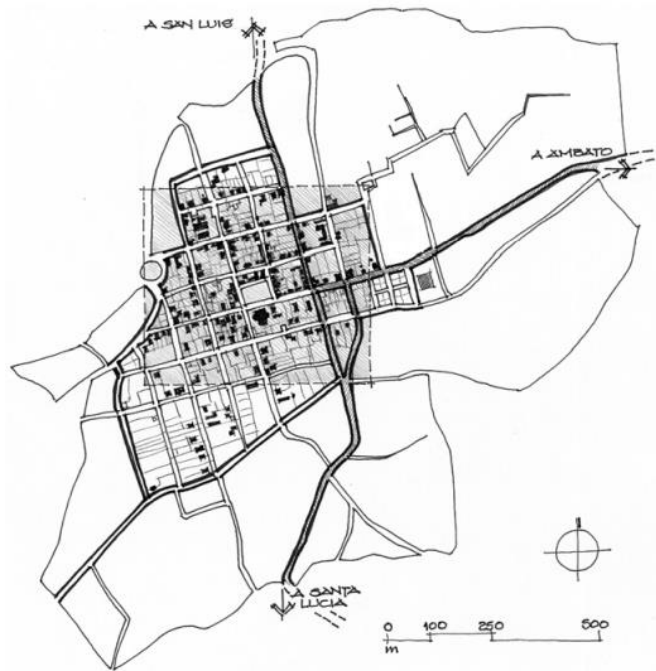 A SAN LUIS
A AMBATO
A SANTA
LUCIA
0 100 250 500
m